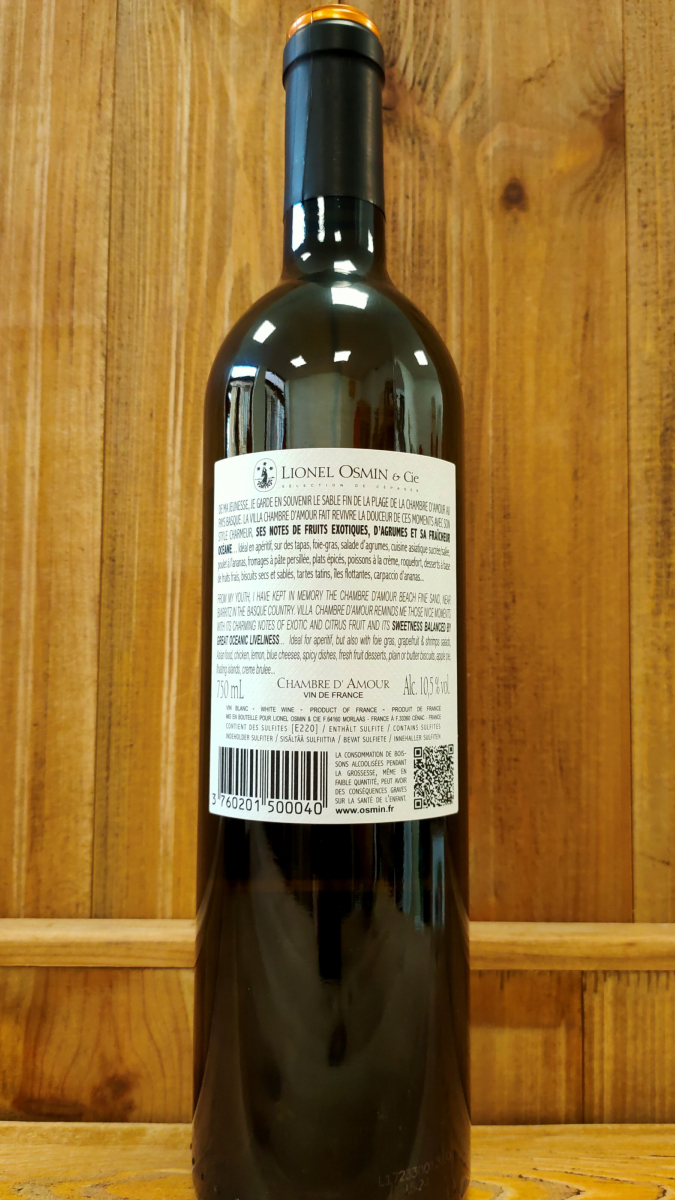 LIONEL OSMIN & Cie
SÉLECTION DE CÉPAGES
DE MA JEUNESSE, JE GARDE EN SOUVENIR LE SABLE FIN DE LA PLAGE DE LA CHAMBRE D'AMOUR AU
PAYS BASQUE. LA VILLA CHAMBRE D'AMOUR FAIT REVIVRE LA DOUCEUR DE CES MOMENTS AVEC SON
STYLE CHARMEUR, SES NOTES DE FRUITS EXOTIQUES, D'AGRUMES ET SA FRAÎCHEUR
OCÉANE... Idéal en apéritif, sur des tapas, foie-gras, salade d'agrumes, cuisine asiatique sucrée/salée,
poulet à l'ananas, fromages à pâte persillée, plats épicés, poissons à la crème, roquefort, desserts à base
de fruits frais, biscuits secs et sablés, tartes tatins, îles flottantes, carpaccio d'ananas...
FROM MY YOUTH, I HAVE KEPT IN MEMORY THE CHAMBRE D'AMOUR BEACH FINE SAND, NEAR
BIARRITZ IN THE BASQUE COUNTRY. VILLA CHAMBRE D'AMOUR REMINDS ME THOSE NICE MOMENTS
WITH ITS CHARMING NOTES OF EXOTIC AND CITRUS FRUIT AND ITS SWEETNESS BALANCED BY
GREAT OCEANIC LIVELINESS... Ideal for aperitif, but also with foie gras, grapefruit & shrimps salads,
Asian food, chicken, lemon, blue cheeses, spicy dishes, fresh fruit desserts, plain or butter biscuits, apple pie,
floating islands, crème brulee...
750 mL CHAMBRE D'AMOUR Alc. 10,5 % vol.
VIN DE FRANCE
VIN BLANC - WHITE WINE - PRODUCT OF FRANCE - PRODUIT DE FRANCE
MIS EN BOUTEILLE POUR LIONEL OSMIN & CIE F 64160 MORLAAS - FRANCE À F.33360 CÉNAC - FRANCE
CONTIENT DES SULFITES [E220] / ENTHÄLT SULFITE / CONTAINS SULFITES
INDEHOLDER SULFITER / SISÄLTÄÄ SULFIITTIA / BEVAT SULFIETE / INNEHALLER SULFITEN
LA CONSOMMATION DE BOIS-
SONS ALCOOLISÉES PENDANT
LA GROSSESSE, MÊME EN
FAIBLE QUANTITÉ, PEUT AVOIR
DES CONSÉQUENCES GRAVES
SUR LA SANTÉ DE L'ENFANT.
www.osmin.fr
3 760201 500040